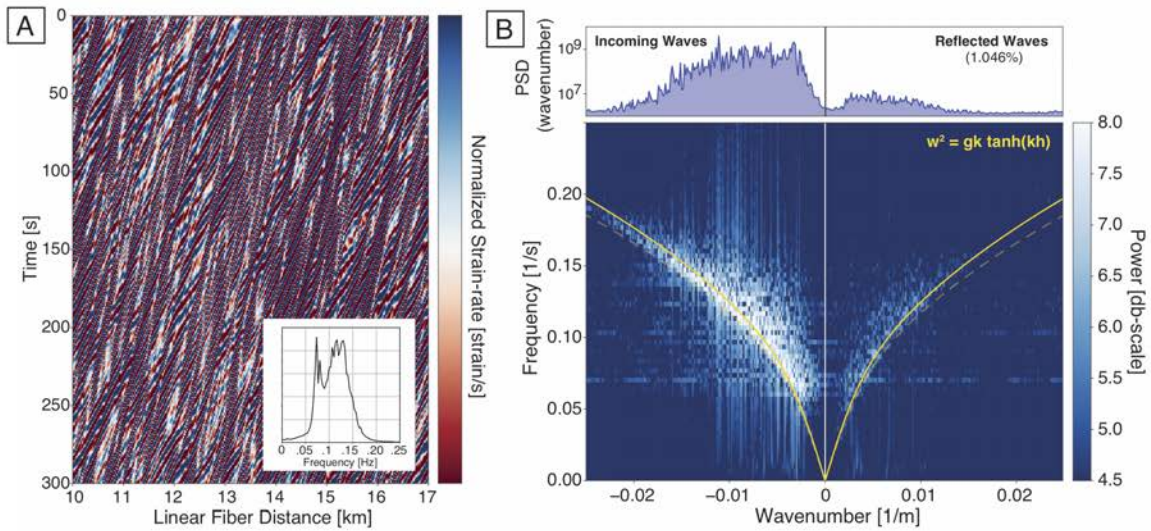 A
0
50
100
150
200
250
300
Time [s]
10 11 12 13 14 15 16 17
Linear Fiber Distance [km]
Normalized Strain-rate [strain/s]
0 .05 .10 .15 .20 .25
Frequency [Hz]
B
Incoming Waves
Reflected Waves
(1.046%)
PSD
(wavenumber)
10⁹
10⁷
w² = gk tanh(kh)
0.20
0.15
0.10
0.05
0.00
Frequency [1/s]
−0.02 −0.01 0 0.01 0.02
Wavenumber [1/m]
8.0
7.0
6.5
6.0
5.5
5.0
4.5
Power [db-scale]